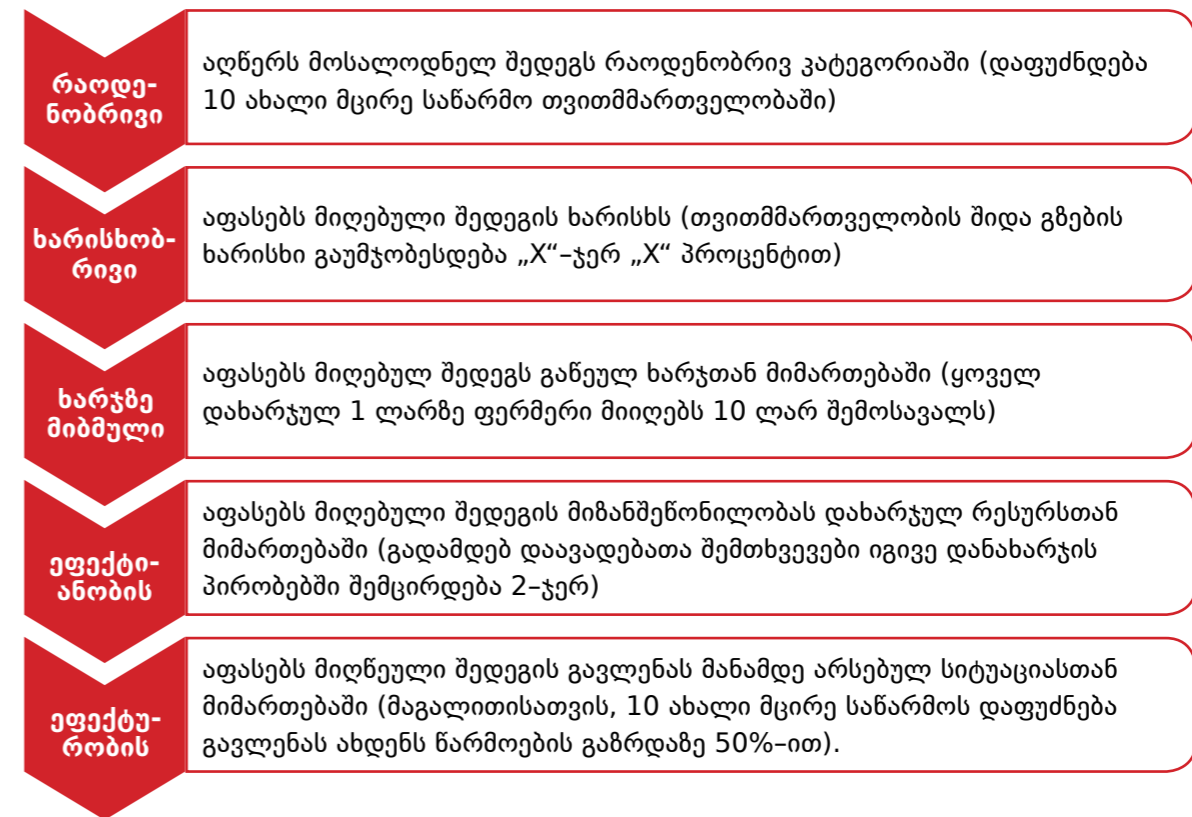 რაოდე-
ნობრივი
აღწერს მოსალოდნელ შედეგს რაოდენობრივ კატეგორიაში (დაფუძნდება
10 ახალი მცირე საწარმო თვითმმართველობაში)
ხარისხობ-
რივი
აფასებს მიღებული შედეგის ხარისხს (თვითმმართველობის შიდა გზების
ხარისხი გაუმჯობესდება „X“–ჯერ „X“ პროცენტით)
ხარჯზე
მიბმული
აფასებს მიღებულ შედეგს გაწეულ ხარჯთან მიმართებაში (ყოველ
დახარჯულ 1 ლარზე ფერმერი მიიღებს 10 ლარ შემოსავალს)
ეფექტი-
ანობის
აფასებს მიღებული შედეგის მიზანშეწონილობას დახარჯულ რესურსთან
მიმართებაში (გადამდებ დაავადებათა შემთხვევები იგივე დანახარჯის
პირობებში შემცირდება 2–ჯერ)
ეფექტუ-
რობის
აფასებს მიღწეული შედეგის გავლენას მანამდე არსებულ სიტუაციასთან
მიმართებაში (მაგალითისათვის, 10 ახალი მცირე საწარმოს დაფუძნება
გავლენას ახდენს წარმოების გაზრდაზე 50%–ით).